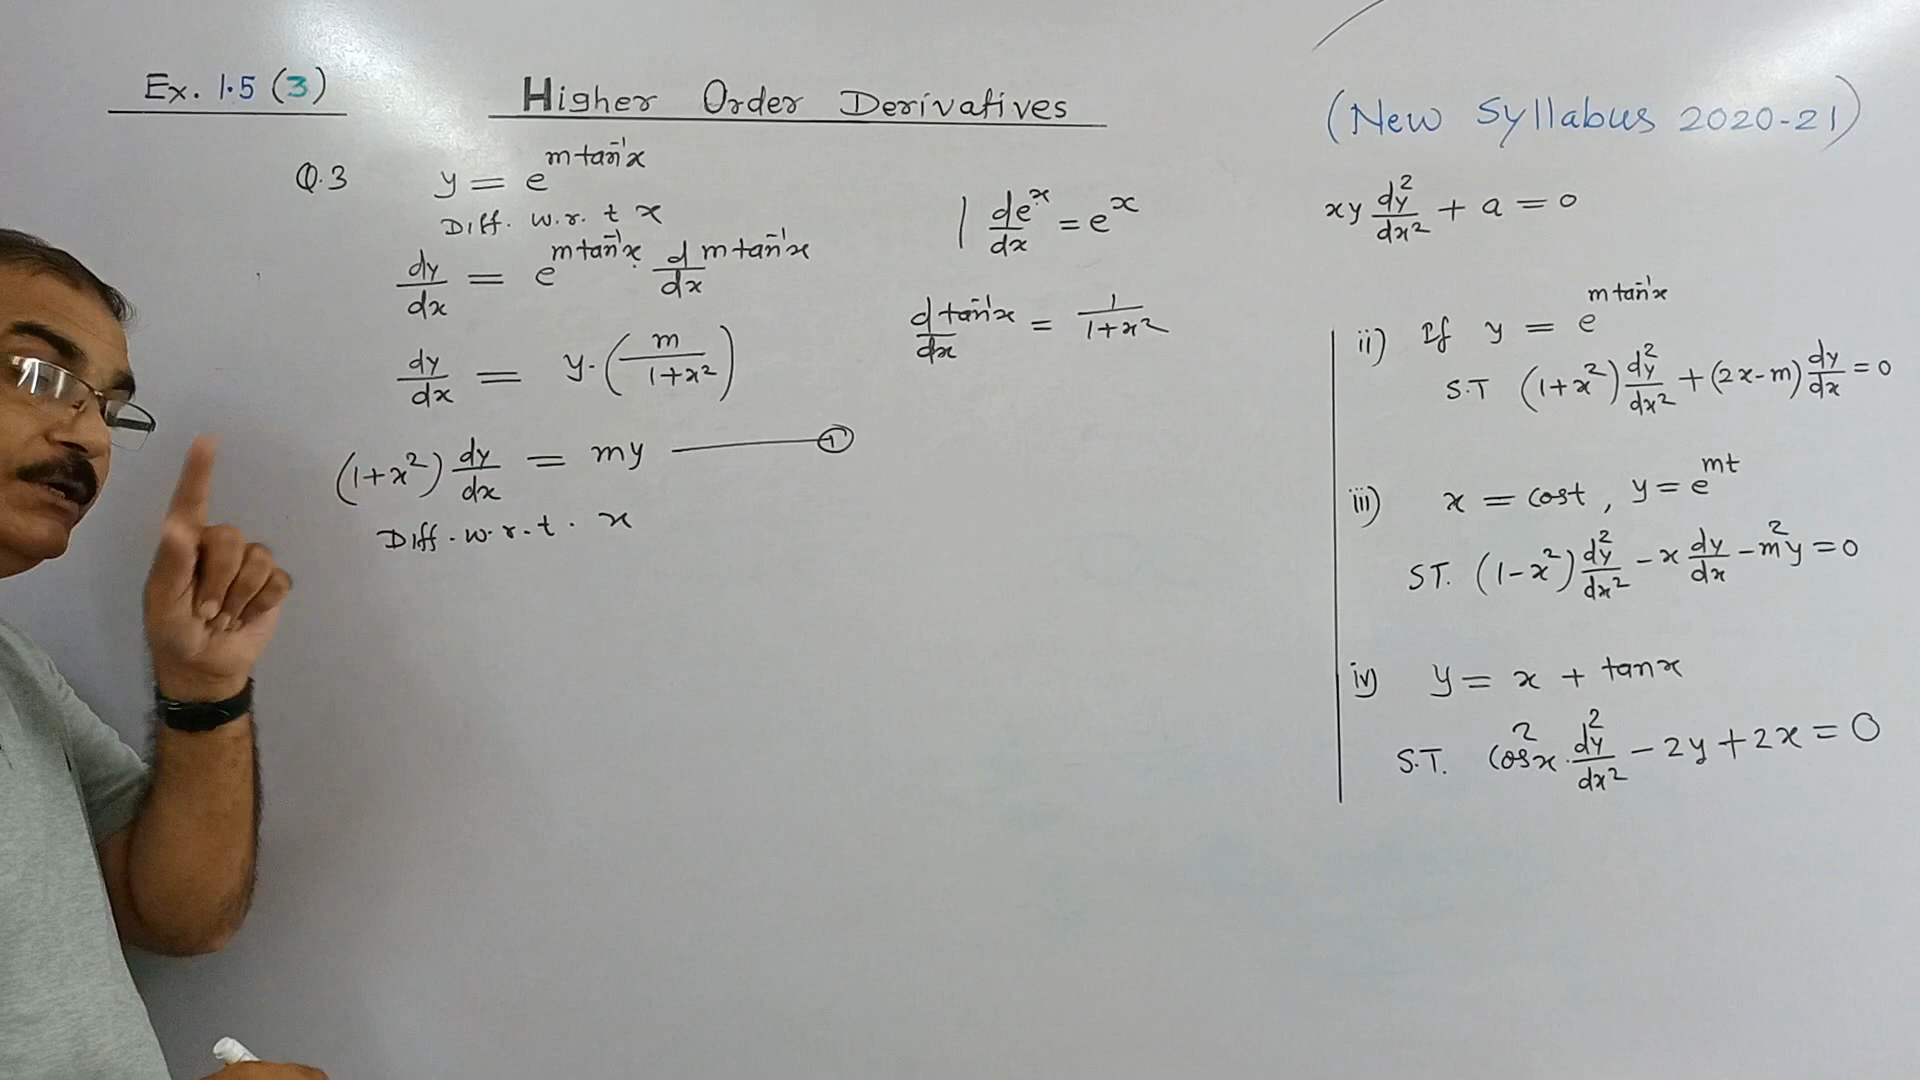 Ex. 1.5 (3)
Higher Order Derivatives
(New Syllabus 2020-21)
Q.3 y = e^(m tan⁻¹x)
Diff. w.r.t x
dy/dx = e^(m tan⁻¹x) · d/dx m tan⁻¹x
dy/dx = y·(m/(1+x²))
(1+x²) dy/dx = my ——— ①
Diff. w.r.t. x
| de^x/dx = e^x
d/dx tan⁻¹x = 1/(1+x²)
xy d²y/dx² + a = 0
ii) If y = e^(m tan⁻¹x)
S.T (1+x²) d²y/dx² + (2x-m) dy/dx = 0
iii) x = cost, y = e^(mt)
ST. (1-x²) d²y/dx² - x dy/dx - m²y = 0
iv) y = x + tanx
S.T. cos²x · d²y/dx² - 2y + 2x = 0